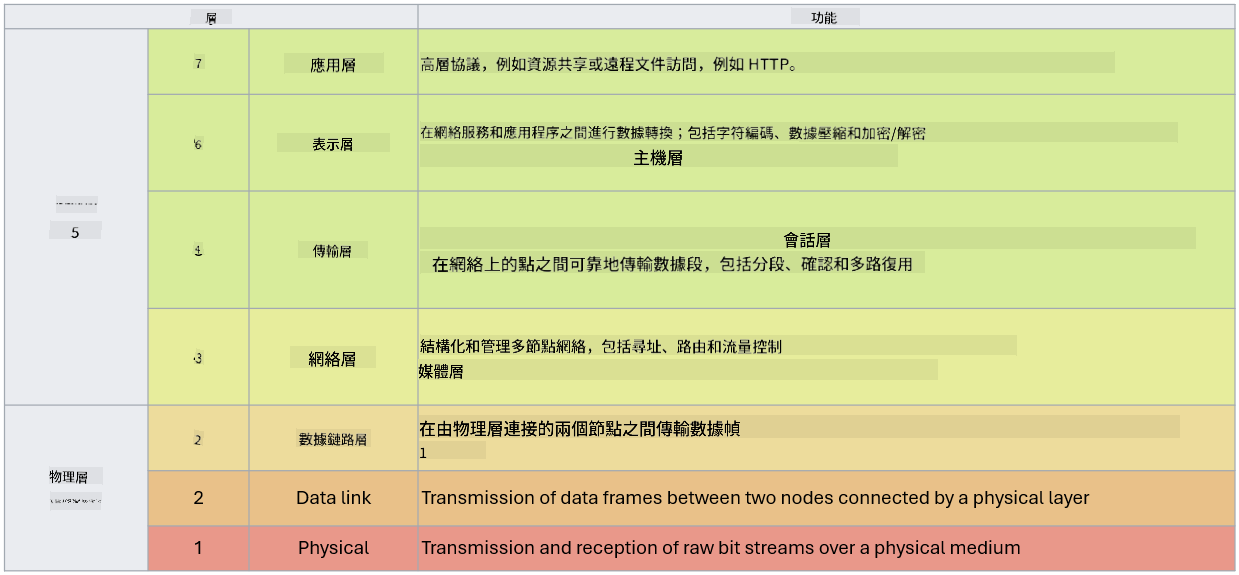 層
功能
7
應用層
高層協議，例如資源共享或遠程文件訪問，例如 HTTP。
6
表示層
在網絡服務和應用程序之間進行數據轉換；包括字符編碼、數據壓縮和加密/解密
主機層
5
4
傳輸層
會話層
在網絡上的點之間可靠地傳輸數據段，包括分段、確認和多路復用
3
網絡層
結構化和管理多節點網絡，包括尋址、路由和流量控制
媒體層
2
數據鏈路層
在由物理層連接的兩個節點之間傳輸數據幀
1
物理層
2
Data link
Transmission of data frames between two nodes connected by a physical layer
1
Physical
Transmission and reception of raw bit streams over a physical medium